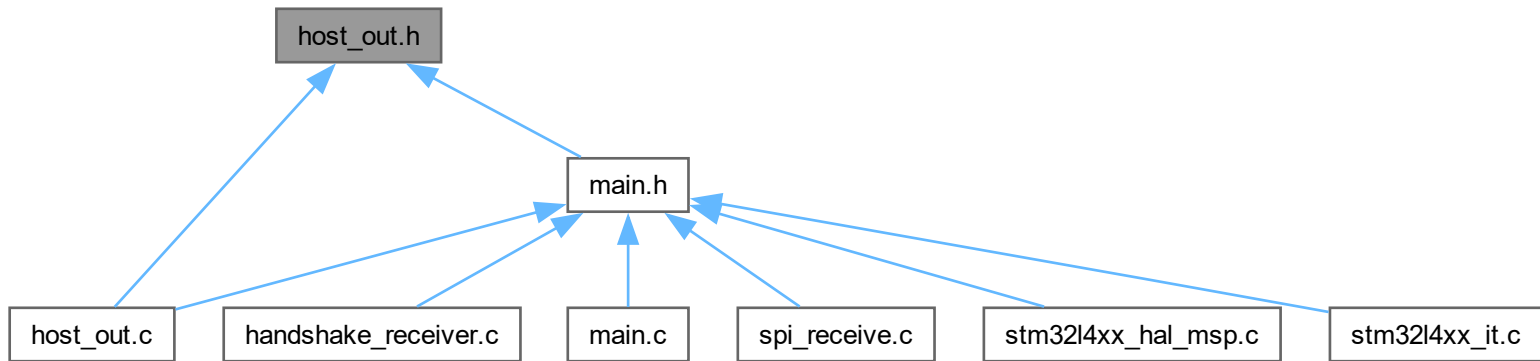 host_out.h
main.h
host_out.c
handshake_receiver.c
main.c
spi_receive.c
stm32l4xx_hal_msp.c
stm32l4xx_it.c